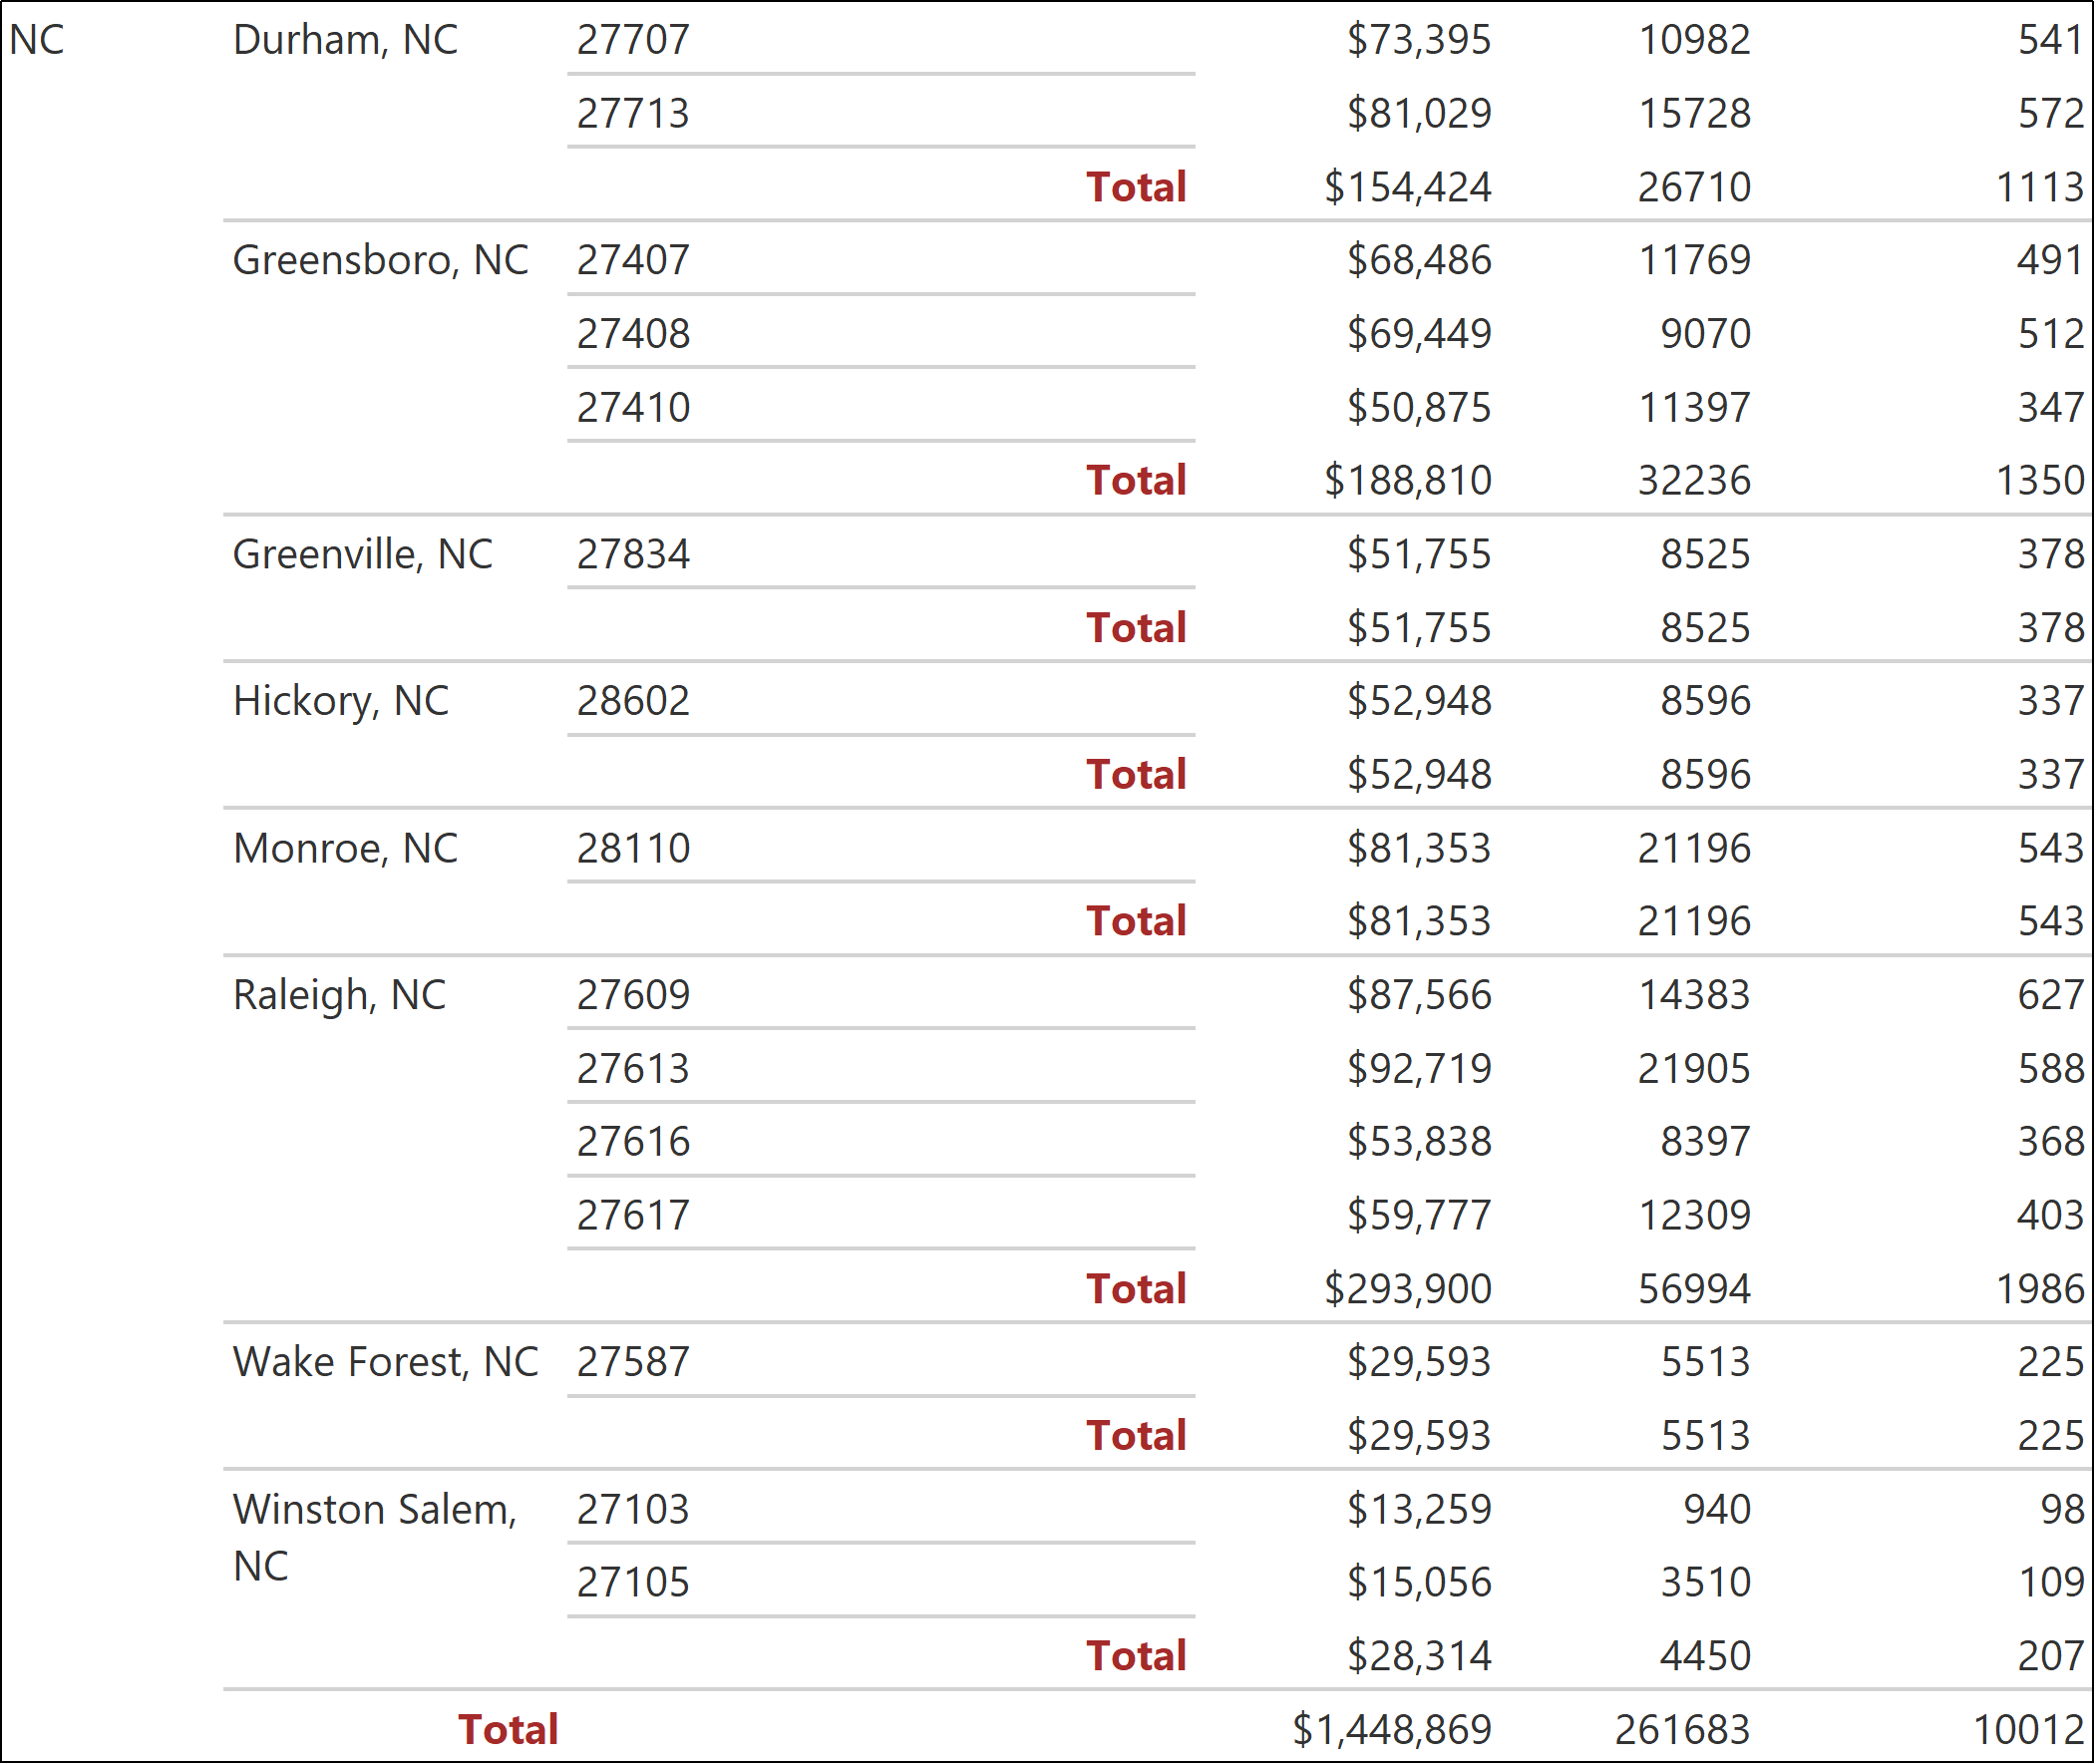 NC Durham, NC 27707 $73,395 10982 541
27713 $81,029 15728 572
Total $154,424 26710 1113
Greensboro, NC 27407 $68,486 11769 491
27408 $69,449 9070 512
27410 $50,875 11397 347
Total $188,810 32236 1350
Greenville, NC 27834 $51,755 8525 378
Total $51,755 8525 378
Hickory, NC 28602 $52,948 8596 337
Total $52,948 8596 337
Monroe, NC 28110 $81,353 21196 543
Total $81,353 21196 543
Raleigh, NC 27609 $87,566 14383 627
27613 $92,719 21905 588
27616 $53,838 8397 368
27617 $59,777 12309 403
Total $293,900 56994 1986
Wake Forest, NC 27587 $29,593 5513 225
Total $29,593 5513 225
Winston Salem, 27103 $13,259 940 98
NC
27105 $15,056 3510 109
Total $28,314 4450 207
Total $1,448,869 261683 10012